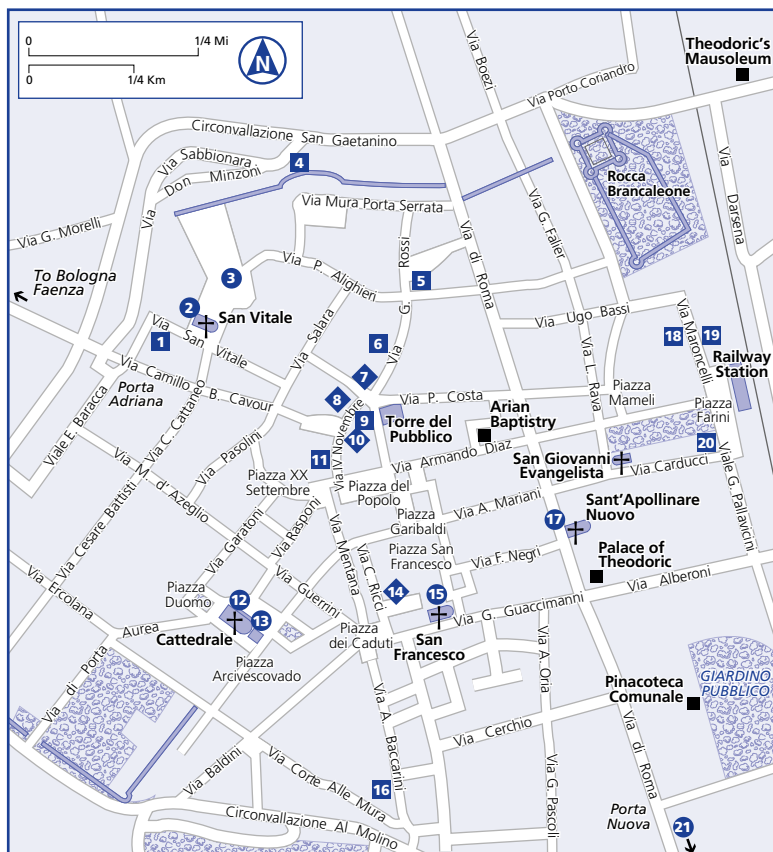 0
1/4 Mi
0
1/4 Km
N
Theodoric's
Mausoleum
Via Boezi
Via Porto Coriandro
Circonvallazione San Gaetanino
Via Sabbionara
Via Don Minzoni
4
Rocca
Brancaleone
Via Darsena
Via Mura Porta Serrata
Via G. Morelli
Via G. Rossi
Via di Roma
Via G. Falier
To Bologna
Faenza
3
Via P. Alighieri
5
2
San Vitale
Via San Vitale
1
Via Salara
6
Via Ugo Bassi
Via Maroncelli
18
19
Railway
Station
Porta
Adriana
Via Camillo B. Cavour
7
8
Via P. Costa
Via L. Rava
Piazza
Mameli
Piazza
Farini
Viale E. Baracca
Via C. Cattaneo
Via IV Novembre
9
10
Torre del
Pubblico
Arian
Baptistry
11
Via Pasolini
Via Armando Diaz
San Giovanni
Evangelista
20
Via Carducci
Via M. d'Azeglio
Piazza XX
Settembre
Piazza del
Popolo
Via Cesare Battisti
Via Garatoni
Via Rasponi
Via Mentana
Piazza
Garibaldi
Via A. Mariani
17
Sant'Apollinare
Nuovo
Viale G. Pallavicini
Piazza San
Francesco
Via F. Negri
Palace of
Theodoric
Via C. Ricci
14
15
Via Ercolana
Piazza
Duomo
12
13
Via Guerrini
Via G. Guaccimanni
Via Alberoni
Aurea
Cattedrale
Piazza
dei Caduti
San
Francesco
Piazza
Arcivescovado
Via di Porta
Via A. Oria
Pinacoteca
Comunale
GIARDINO
PUBBLICO
Via A. Baccarini
Via Cerchio
Via di Roma
Via Baldini
Via Corte Alle Mura
16
Via G. Pascoli
Circonvallazione Al Molino
Porta
Nuova
21